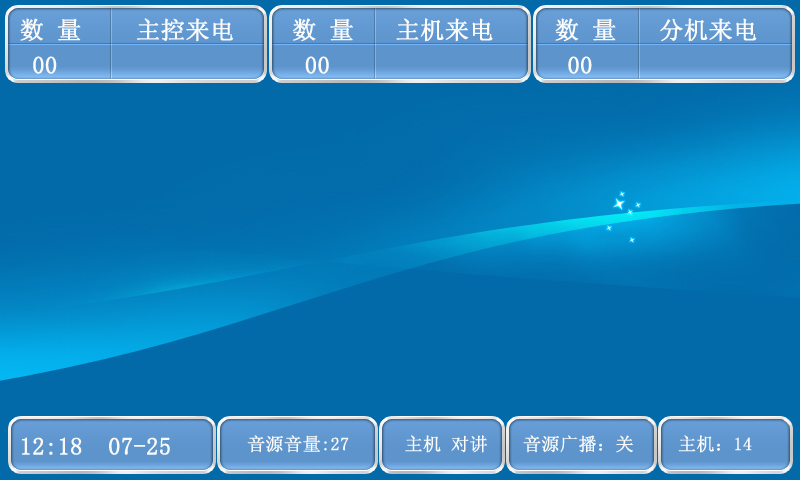 数 量 主控来电 数 量 主机来电 数 量 分机来电
00 00 00
12:18 07-25 音源音量:27 主机 对讲 音源广播: 关 主机: 14